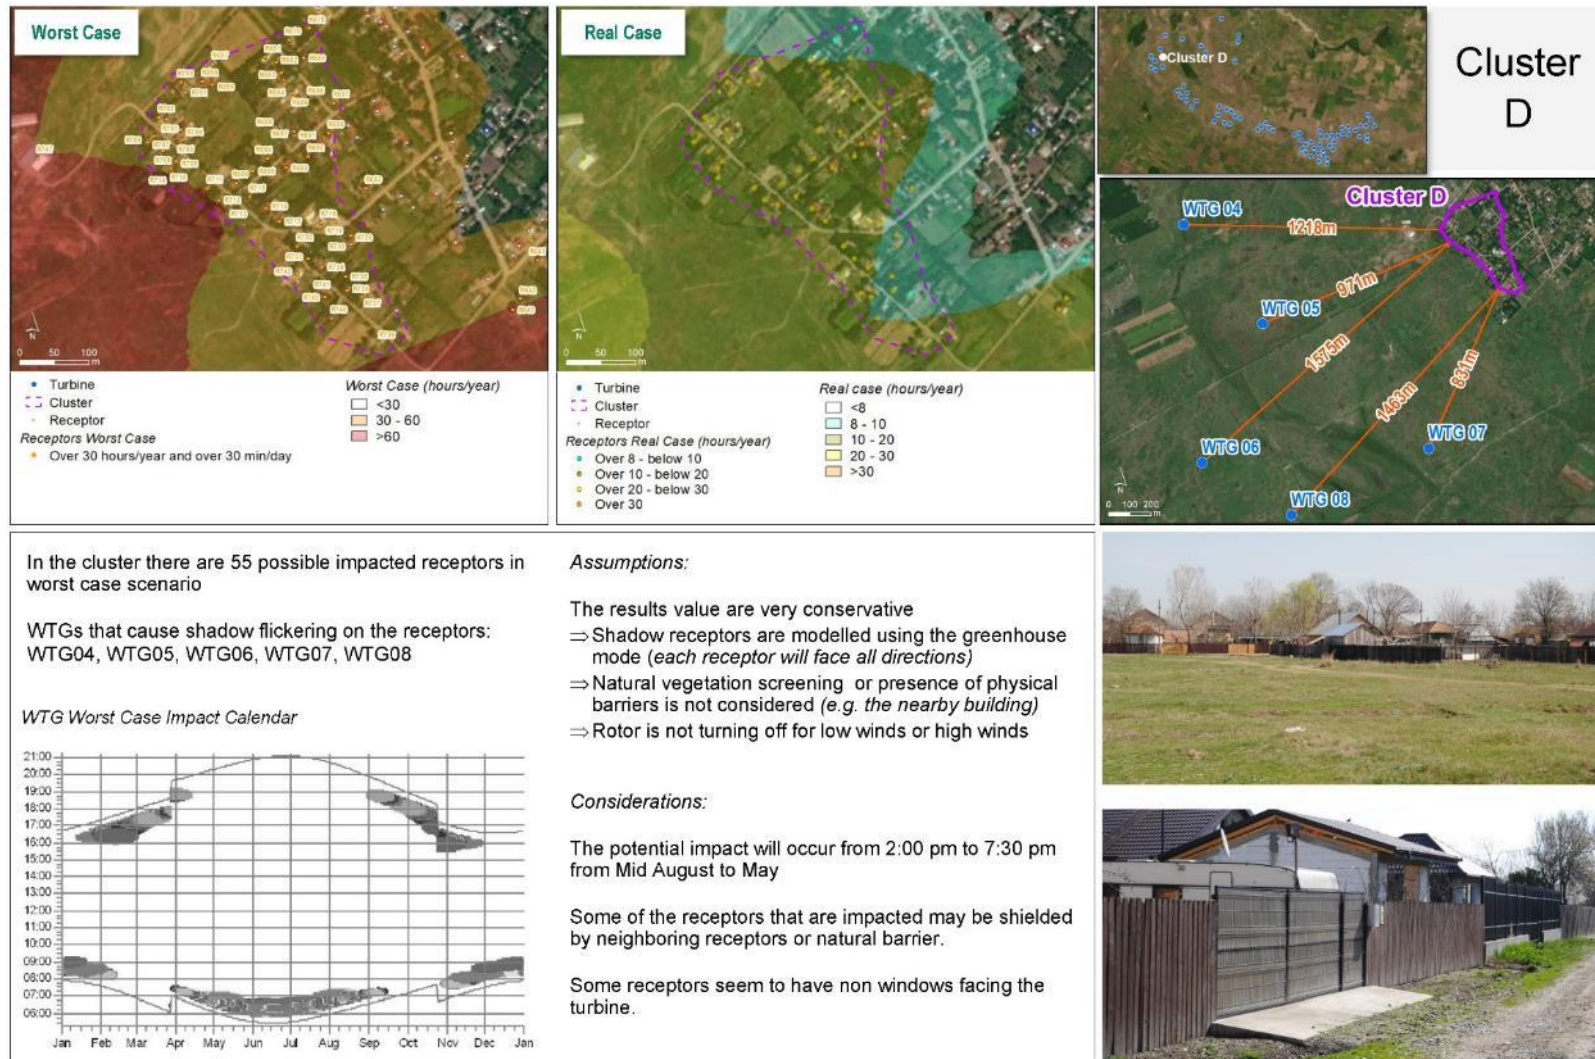 Worst Case
Real Case
Cluster D
Cluster
D
0 50 100
m
N
Turbine
Cluster
Receptor
Receptors Worst Case
Over 30 hours/year and over 30 min/day
Worst Case (hours/year)
<30
30 - 60
>60
0 50 100
m
N
Turbine
Cluster
Receptor
Receptors Real Case (hours/year)
Over 8 - below 10
Over 10 - below 20
Over 20 - below 30
Over 30
Real case (hours/year)
<8
8 - 10
10 - 20
20 - 30
>30
Cluster D
WTG 04
1218m
971m
WTG 05
1575m
1463m
831m
WTG 06
WTG 07
WTG 08
N
0 100 200
m
In the cluster there are 55 possible impacted receptors in
worst case scenario
WTGs that cause shadow flickering on the receptors:
WTG04, WTG05, WTG06, WTG07, WTG08
WTG Worst Case Impact Calendar
21:00
20:00
19:00
18:00
17:00
16:00
15:00
14:00
13:00
12:00
11:00
10:00
09:00
08:00
07:00
06:00
Jan Feb Mar Apr May Jun Jul Aug Sep Oct Nov Dec Jan
Assumptions:
The results value are very conservative
⇒ Shadow receptors are modelled using the greenhouse
mode (each receptor will face all directions)
⇒ Natural vegetation screening or presence of physical
barriers is not considered (e.g. the nearby building)
⇒ Rotor is not turning off for low winds or high winds
Considerations:
The potential impact will occur from 2:00 pm to 7:30 pm
from Mid August to May
Some of the receptors that are impacted may be shielded
by neighboring receptors or natural barrier.
Some receptors seem to have non windows facing the
turbine.